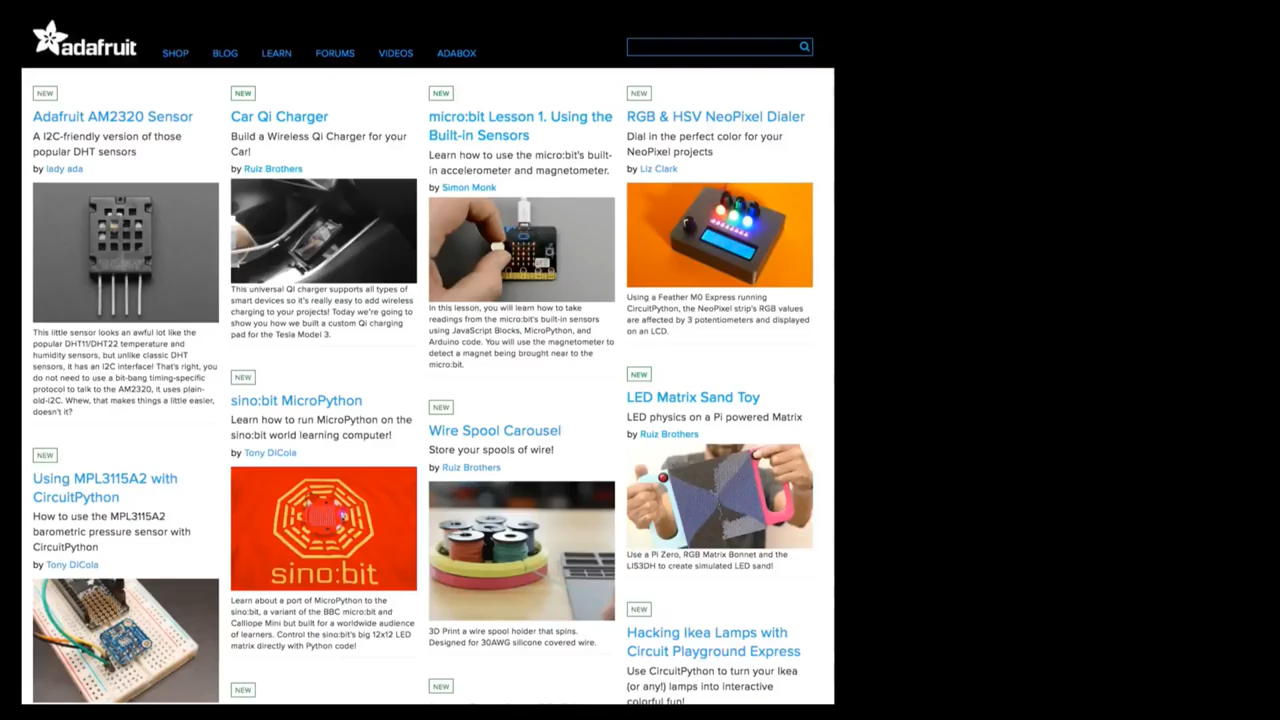 adafruit
SHOP
BLOG
LEARN
FORUMS
VIDEOS
ADABOX
NEW
Adafruit AM2320 Sensor
A I2C-friendly version of those
popular DHT sensors
by lady ada
This little sensor looks an awful lot like the
popular DHT11/DHT22 temperature and
humidity sensors, but unlike classic DHT
sensors, it has an I2C interface! That's right, you
do not need to use a bit-bang timing-specific
protocol to talk to the AM2320, it uses plain-
old-I2C. Whew, that makes things a little easier,
doesn't it?
NEW
Using MPL3115A2 with
CircuitPython
How to use the MPL3115A2
barometric pressure sensor with
CircuitPython
by Tony DiCola
NEW
Car Qi Charger
Build a Wireless Qi Charger for your
Car!
by Ruiz Brothers
This universal QI charger supports all types of
smart devices so it's really easy to add wireless
charging to your projects! Today we're going to
show you how we built a custom Qi charging
pad for the Tesla Model 3.
NEW
sino:bit MicroPython
Learn how to run MicroPython on the
sino:bit world learning computer!
by Tony DiCola
sino:bit
Learn about a port of MicroPython to the
sino:bit, a variant of the BBC micro:bit and
Calliope Mini but built for a worldwide audience
of learners. Control the sino:bit's big 12x12 LED
matrix directly with Python code!
NEW
NEW
micro:bit Lesson 1. Using the
Built-in Sensors
Learn how to use the micro:bit's built-
in accelerometer and magnetometer.
by Simon Monk
In this lesson, you will learn how to take
readings from the micro:bit's built-in sensors
using JavaScript Blocks, MicroPython, and
Arduino code. You will use the magnetometer to
detect a magnet being brought near to the
micro:bit.
NEW
Wire Spool Carousel
Store your spools of wire!
by Ruiz Brothers
3D Print a wire spool holder that spins.
Designed for 30AWG silicone covered wire.
NEW
NEW
RGB & HSV NeoPixel Dialer
Dial in the perfect color for your
NeoPixel projects
by Liz Clark
Using a Feather M0 Express running
CircuitPython, the NeoPixel strip's RGB values
are affected by 3 potentiometers and displayed
on an LCD.
NEW
LED Matrix Sand Toy
LED physics on a Pi powered Matrix
by Ruiz Brothers
Use a Pi Zero, RGB Matrix Bonnet and the
LIS3DH to create simulated LED sand!
NEW
Hacking Ikea Lamps with
Circuit Playground Express
Use CircuitPython to turn your Ikea
(or any!) lamps into interactive
colorful fun!